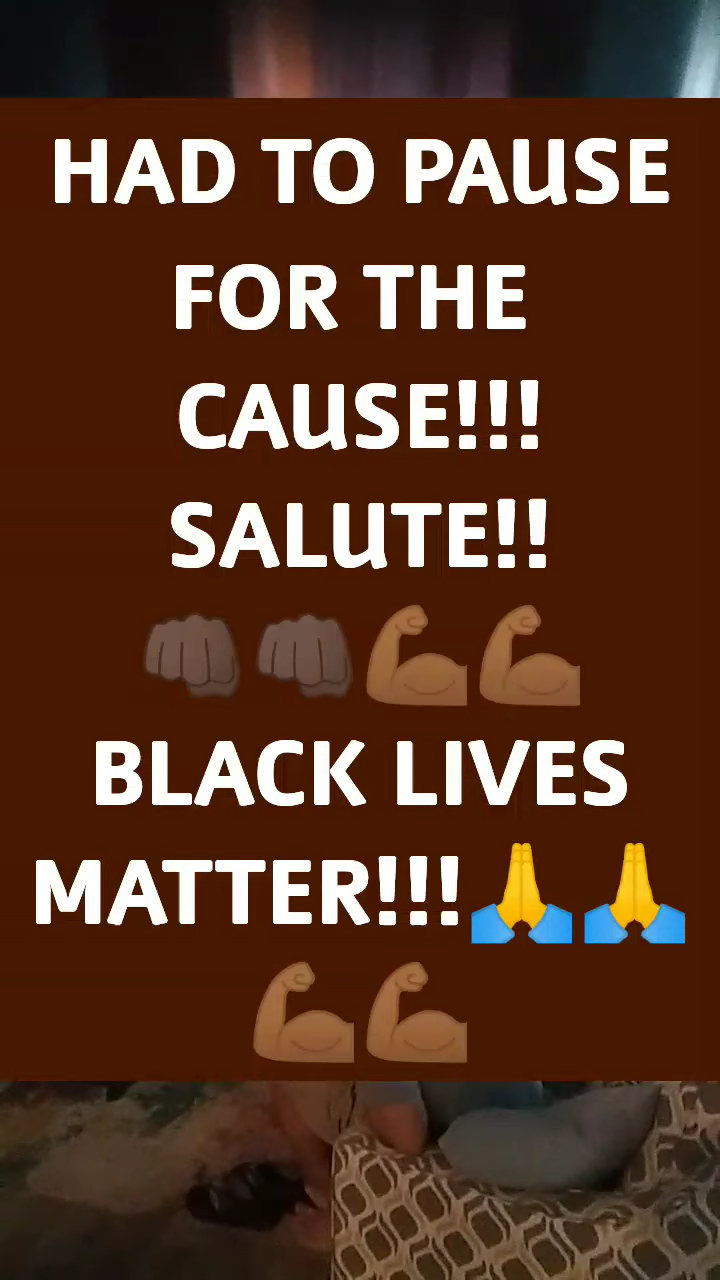 HAD TO PAUSE
FOR THE
CAUSE!!!
SALUTE!!
👊🏿👊🏿💪🏾💪🏾
BLACK LIVES
MATTER!!!🙏🙏
💪🏾💪🏾